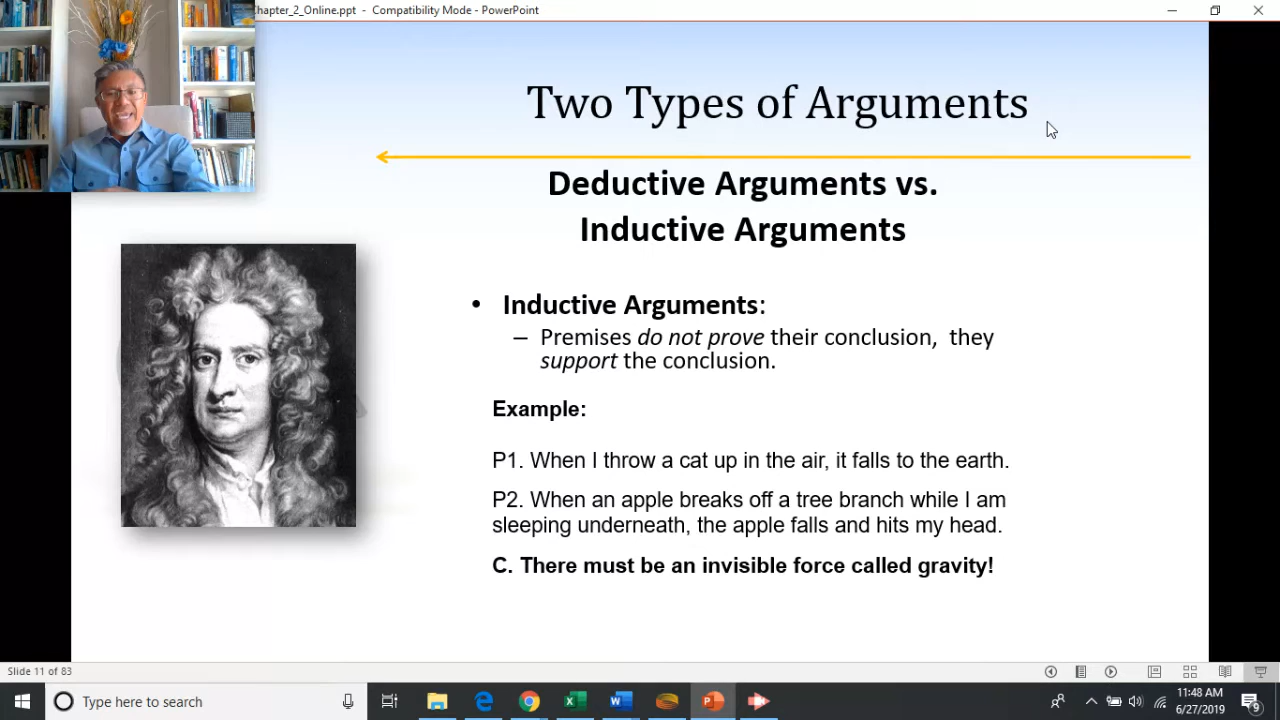 Chapter_2_Online.ppt - Compatibility Mode - PowerPoint
Two Types of Arguments
Deductive Arguments vs.
Inductive Arguments
• Inductive Arguments:
– Premises do not prove their conclusion, they
support the conclusion.
Example:
P1. When I throw a cat up in the air, it falls to the earth.
P2. When an apple breaks off a tree branch while I am
sleeping underneath, the apple falls and hits my head.
C. There must be an invisible force called gravity!
Slide 11 of 83
Type here to search
11:48 AM
6/27/2019
9